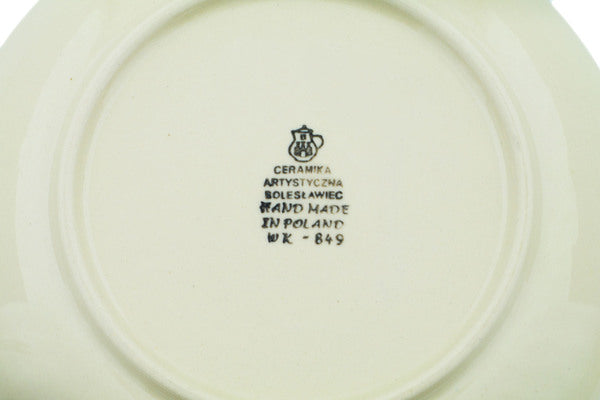 CERAMIKA
ARTYSTYCZNA
BOLESŁAWIEC
HAND MADE
IN POLAND
WK - 849